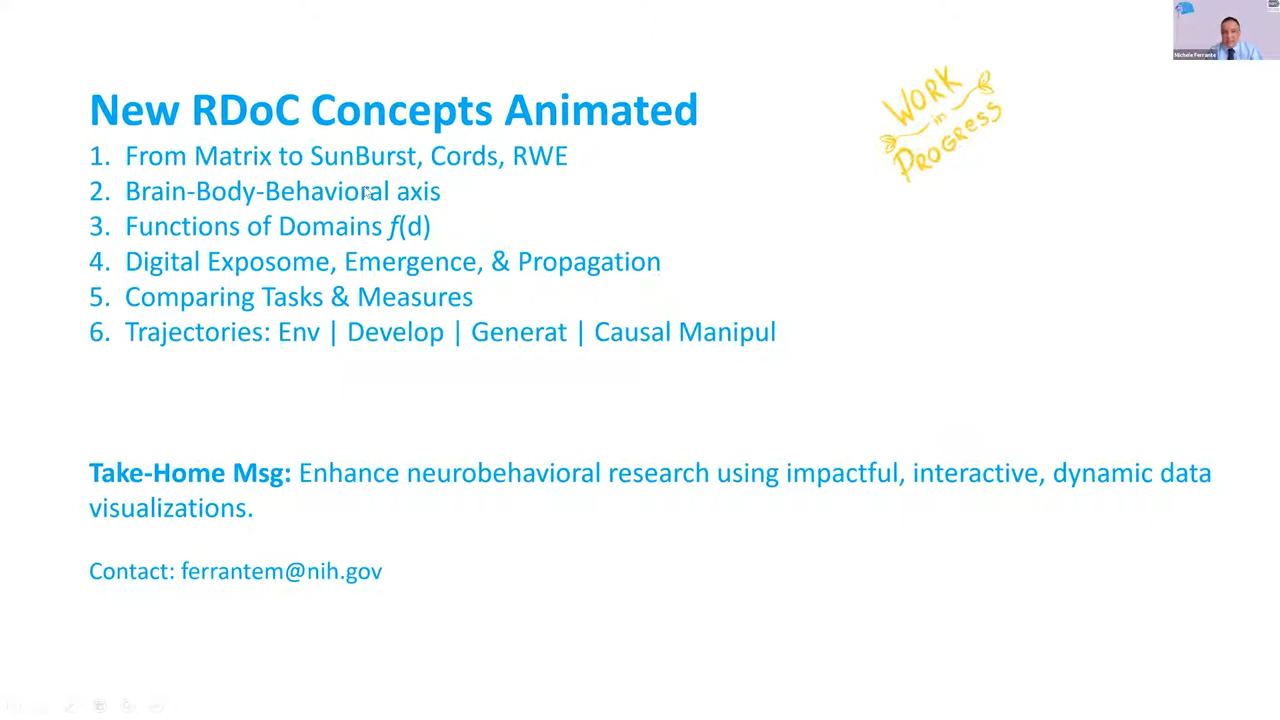 Michele Ferrante
WORK
in
PROGRESS
New RDoC Concepts Animated
1. From Matrix to SunBurst, Cords, RWE
2. Brain-Body-Behavioral axis
3. Functions of Domains f(d)
4. Digital Exposome, Emergence, & Propagation
5. Comparing Tasks & Measures
6. Trajectories: Env | Develop | Generat | Causal Manipul
Take-Home Msg: Enhance neurobehavioral research using impactful, interactive, dynamic data
visualizations.
Contact: ferrantem@nih.gov